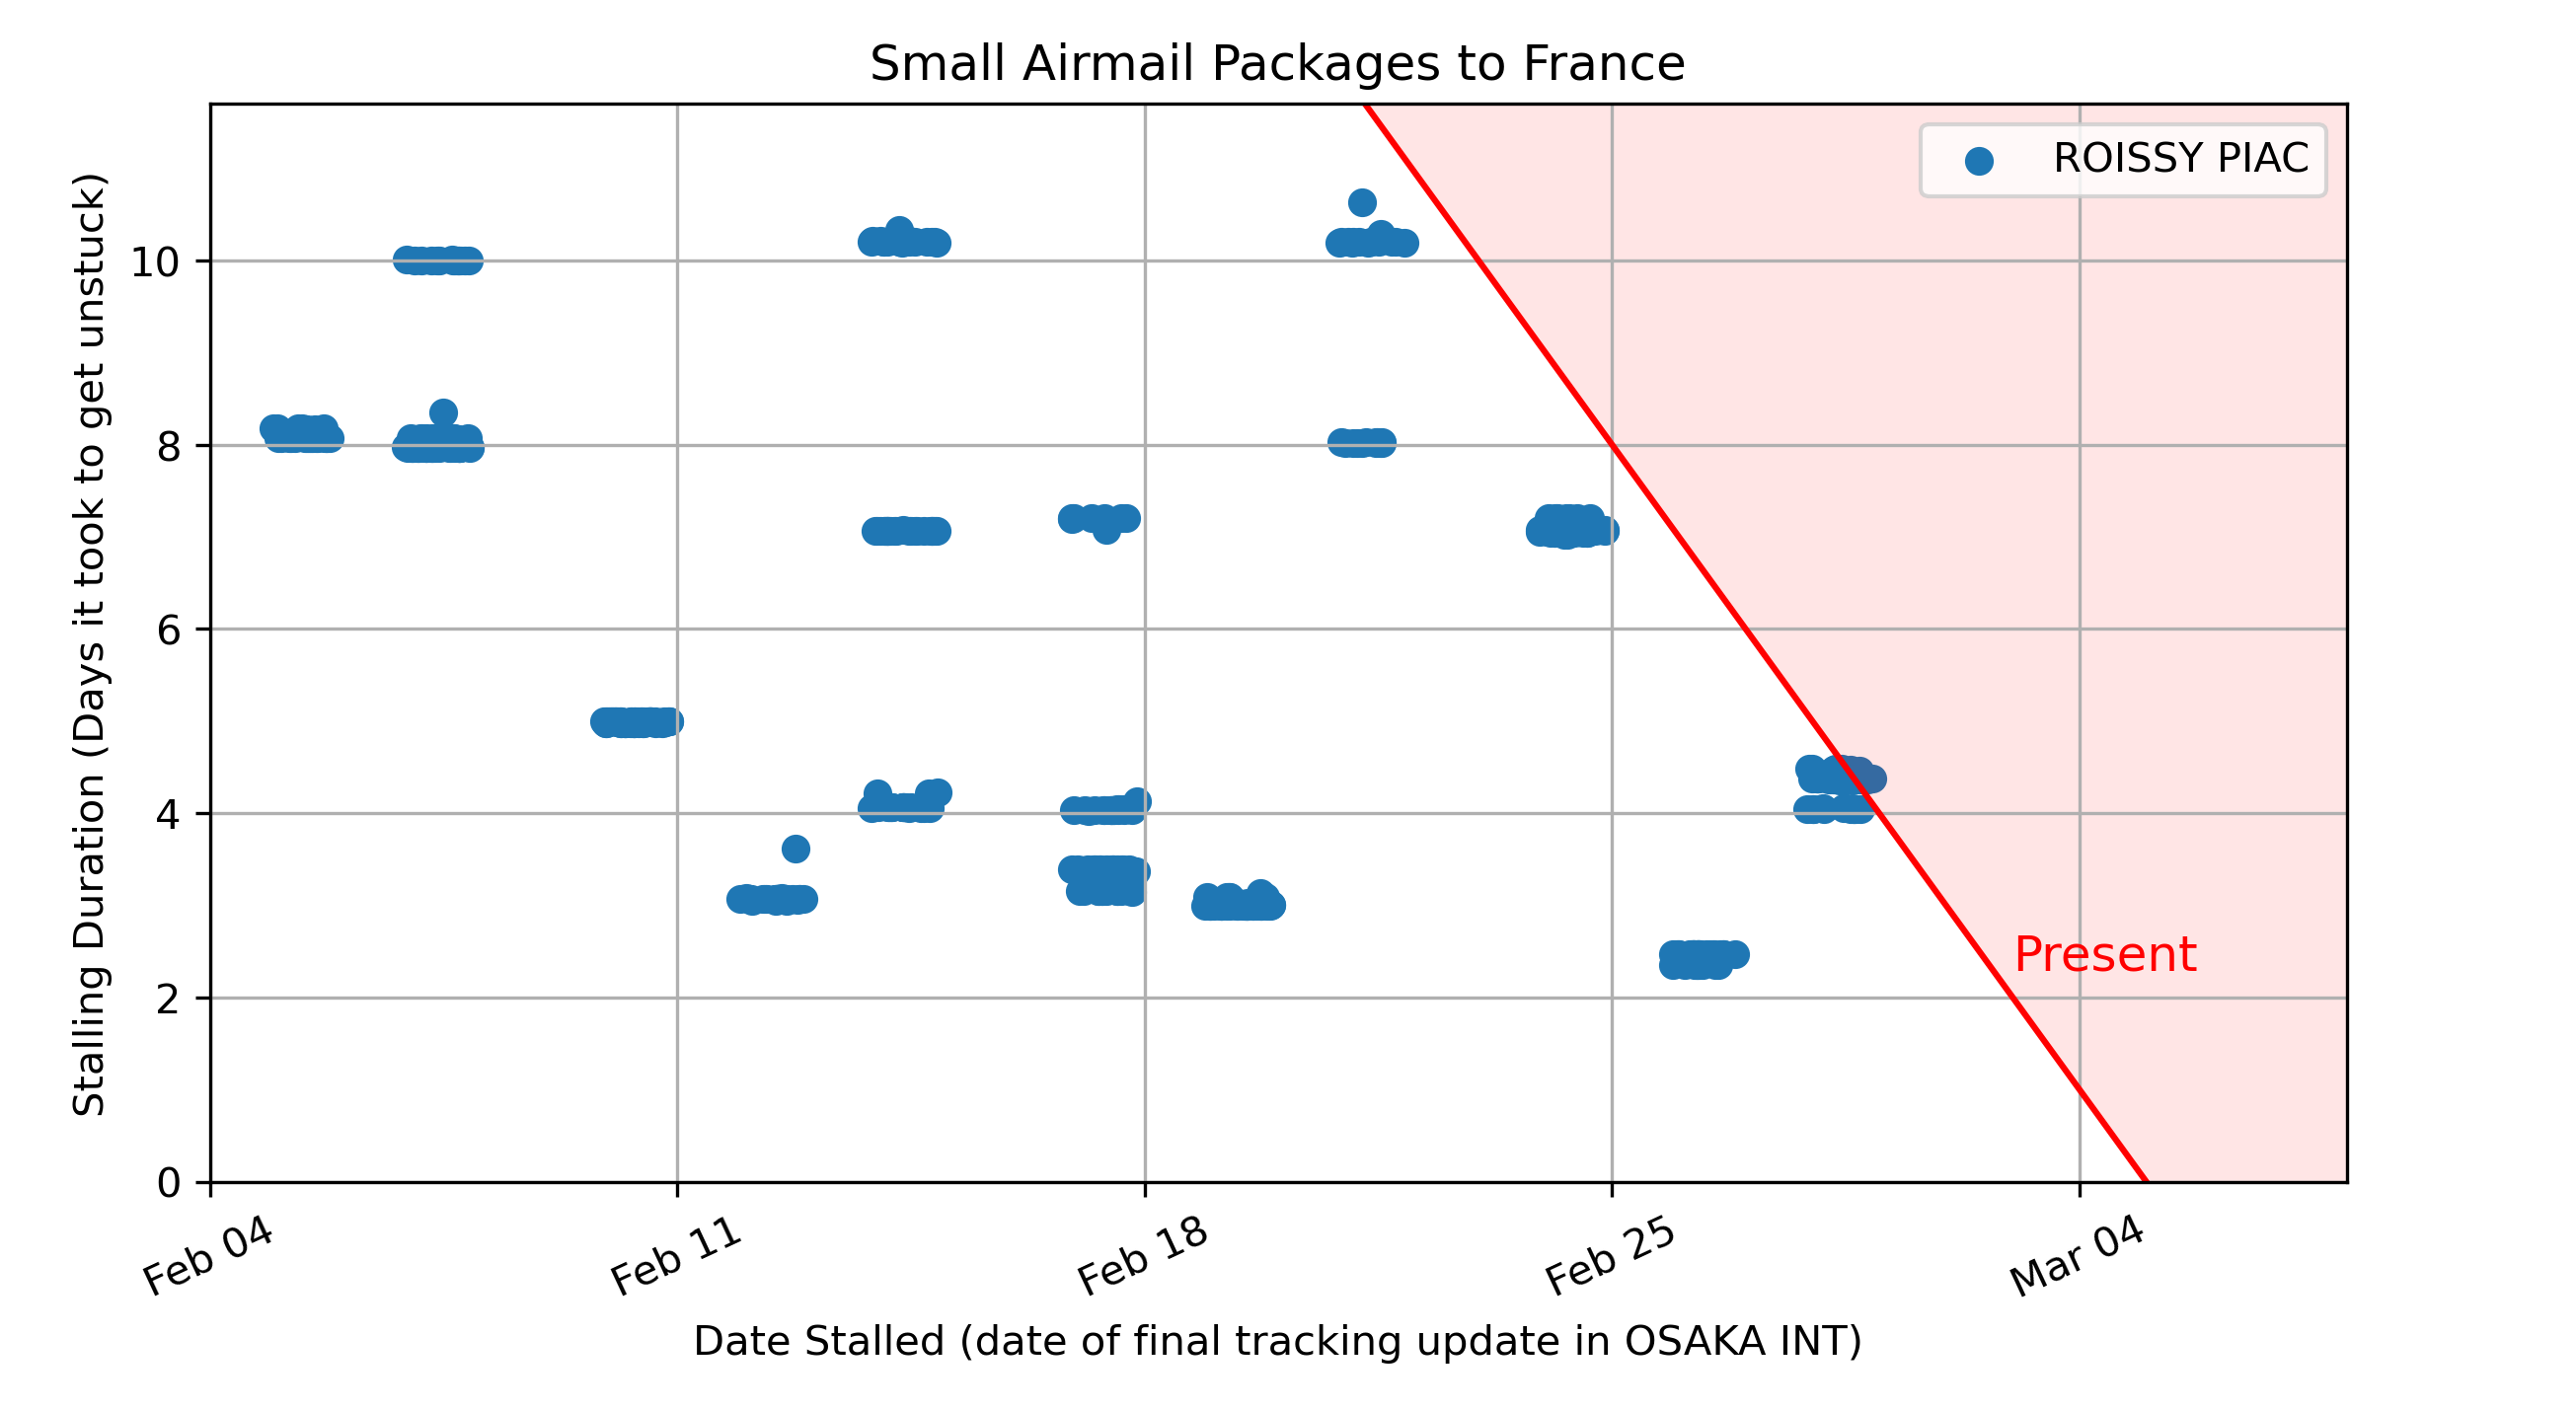 Small Airmail Packages to France
ROISSY PIAC
Stalling Duration (Days it took to get unstuck)
10
8
6
4
2
0
Present
Feb 04
Feb 11
Feb 18
Feb 25
Mar 04
Date Stalled (date of final tracking update in OSAKA INT)